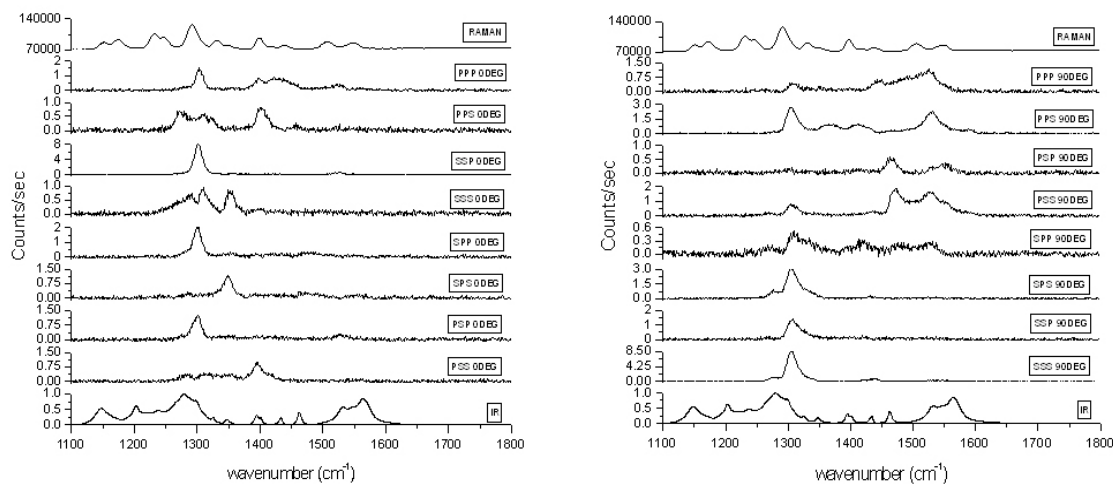 140000
70000
RAMAN
2
1
0
PPP 0DEG
1.0
0.5
0.0
PPS 0DEG
8
4
0
SSP 0DEG
1.0
0.5
0.0
SSS 0DEG
2
1
0
SPP 0DEG
1.50
0.75
0.00
SPS 0DEG
1.50
0.75
0.00
PSP 0DEG
1.50
0.75
0.00
PSS 0DEG
1.0
0.5
0.0
IR
1100 1200 1300 1400 1500 1600 1700 1800
wavenumber (cm⁻¹)
Counts/sec
140000
70000
RAMAN
1.50
0.75
0.00
PPP 90DEG
3.0
1.5
0.0
PPS 90DEG
1.0
0.5
0.0
PSP 90DEG
2
1
0
PSS 90DEG
0.6
0.3
0.0
SPP 90DEG
3.0
1.5
0.0
SPS 90DEG
2
1
0
SSP 90DEG
8.50
4.25
0.00
SSS 90DEG
1.0
0.5
0.0
IR
1100 1200 1300 1400 1500 1600 1700 1800
wavenumber (cm⁻¹)
Counts/sec